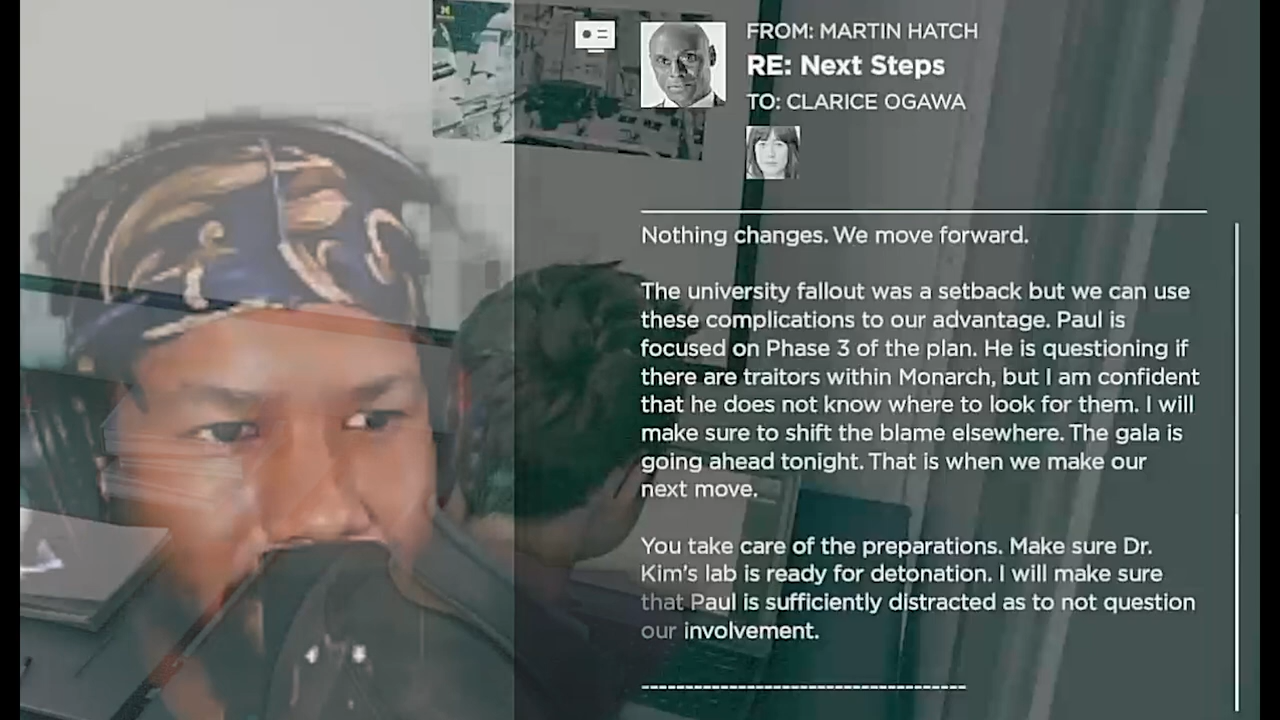 FROM: MARTIN HATCH
RE: Next Steps
TO: CLARICE OGAWA
Nothing changes. We move forward.
The university fallout was a setback but we can use
these complications to our advantage. Paul is
focused on Phase 3 of the plan. He is questioning if
there are traitors within Monarch, but I am confident
that he does not know where to look for them. I will
make sure to shift the blame elsewhere. The gala is
going ahead tonight. That is when we make our
next move.
You take care of the preparations. Make sure Dr.
Kim's lab is ready for detonation. I will make sure
that Paul is sufficiently distracted as to not question
our involvement.
-------------------------------------